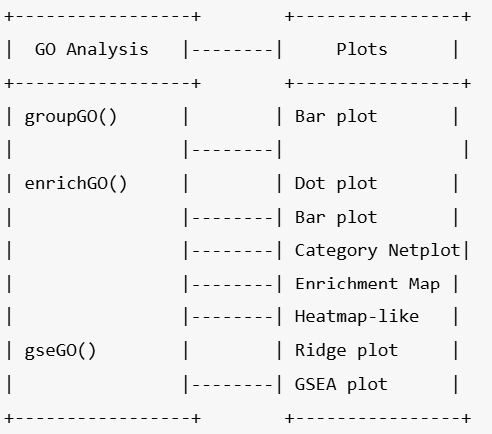 +-----------------+        +----------------+
|  GO Analysis    |--------|     Plots      |
+-----------------+        +----------------+
| groupGO()       |        | Bar plot       |
|                 |--------|                 |
| enrichGO()      |        | Dot plot       |
|                 |--------| Bar plot       |
|                 |--------| Category Netplot|
|                 |--------| Enrichment Map |
|                 |--------| Heatmap-like   |
| gseGO()         |        | Ridge plot     |
|                 |--------| GSEA plot      |
+-----------------+        +----------------+